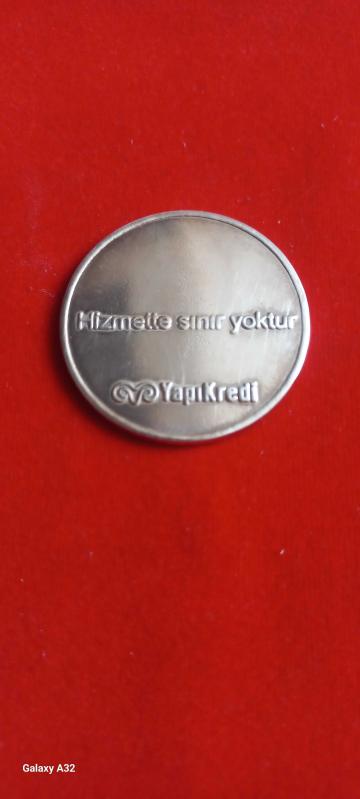 Hizmette sınır yoktur
YapıKredi
Galaxy A32